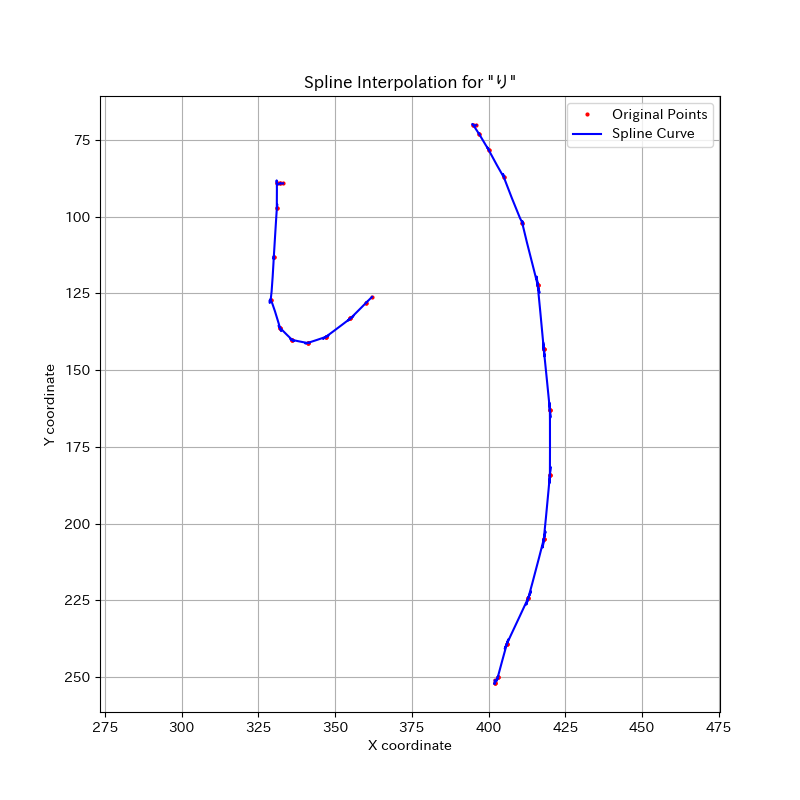 Spline Interpolation for "り"
Original Points
Spline Curve
Y coordinate
75
100
125
150
175
200
225
250
275 300 325 350 375 400 425 450 475
X coordinate